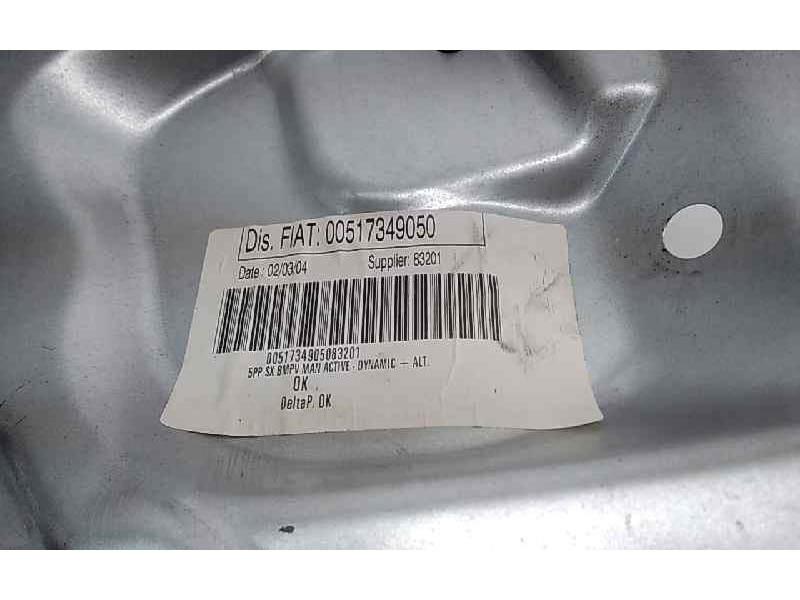 Dis. FIAT: 00517349050
Date: 02/03/04 Supplier: 83201
0051734905083201
5PP SX BMPV MAN ACTIVE - DYNAMIC - ALT.
OK
DeltaP. OK